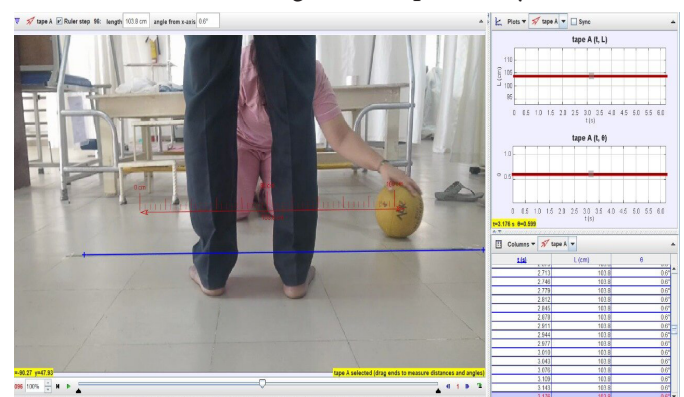 tape A Ruler step 90: length 103.8 cm angle from x-axis 0.6°
Plots tape A Sync
tape A (t, L)
L (cm)
110
105
100
95
0 0.5 1.0 1.5 2.0 2.5 3.0 3.5 4.0 4.5 5.0 5.5 6.0
t (s)
tape A (t, θ)
1.0
0.5
θ
0 0.5 1.0 1.5 2.0 2.5 3.0 3.5 4.0 4.5 5.0 5.5 6.0
t (s)
t=3.176 s θ=0.599
0 cm
Columns tape A
t (s) L (cm) θ
2.713 103.8 0.6°
2.746 103.8 0.6°
2.779 103.8 0.6°
2.812 103.8 0.6°
2.845 103.8 0.6°
2.878 103.8 0.6°
2.911 103.8 0.6°
2.944 103.8 0.6°
2.977 103.8 0.6°
3.010 103.8 0.6°
3.043 103.8 0.6°
3.076 103.8 0.6°
3.109 103.8 0.6°
3.143 103.8 0.6°
3.176 103.8 0.6°
x=-90.27 y=47.93
tape A selected (drag ends to measure distances and angles)
096 100% 1